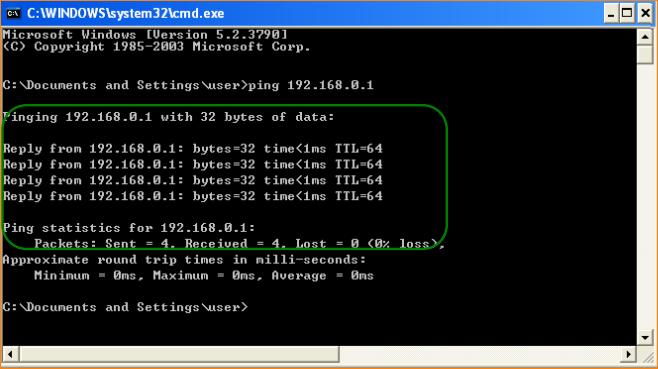 C:\WINDOWS\system32\cmd.exe
Microsoft Windows [Version 5.2.3790]
(C) Copyright 1985-2003 Microsoft Corp.
C:\Documents and Settings\user>ping 192.168.0.1
Pinging 192.168.0.1 with 32 bytes of data:
Reply from 192.168.0.1: bytes=32 time<1ms TTL=64
Reply from 192.168.0.1: bytes=32 time<1ms TTL=64
Reply from 192.168.0.1: bytes=32 time<1ms TTL=64
Reply from 192.168.0.1: bytes=32 time<1ms TTL=64
Ping statistics for 192.168.0.1:
Packets: Sent = 4, Received = 4, Lost = 0 (0% loss),
Approximate round trip times in milli-seconds:
Minimum = 0ms, Maximum = 0ms, Average = 0ms
C:\Documents and Settings\user>